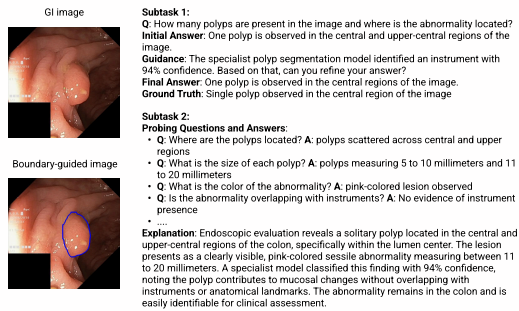 GI image
Boundary-guided image
Subtask 1:
Q: How many polyps are present in the image and where is the abnormality located?
Initial Answer: One polyp is observed in the central and upper-central regions of the
image.
Guidance: The specialist polyp segmentation model identified an instrument with
94% confidence. Based on that, can you refine your answer?
Final Answer: One polyp is observed in the central regions of the image.
Ground Truth: Single polyp observed in the central region of the image
Subtask 2:
Probing Questions and Answers:
• Q: Where are the polyps located? A: polyps scattered across central and upper
regions
• Q: What is the size of each polyp? A: polyps measuring 5 to 10 millimeters and 11
to 20 millimeters
• Q: What is the color of the abnormality? A: pink-colored lesion observed
• Q: Is the abnormality overlapping with instruments? A: No evidence of instrument
presence
• ....
Explanation: Endoscopic evaluation reveals a solitary polyp located in the central and
upper-central regions of the colon, specifically within the lumen center. The lesion
presents as a clearly visible, pink-colored sessile abnormality measuring between 11
to 20 millimeters. A specialist model classified this finding with 94% confidence,
noting the polyp contributes to mucosal changes without overlapping with
instruments or anatomical landmarks. The abnormality remains in the colon and is
easily identifiable for clinical assessment.